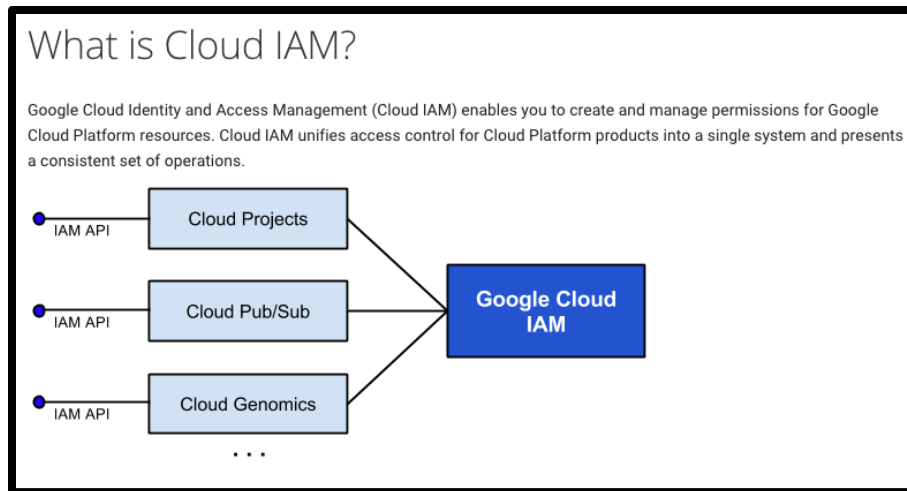 What is Cloud IAM?
Google Cloud Identity and Access Management (Cloud IAM) enables you to create and manage permissions for Google
Cloud Platform resources. Cloud IAM unifies access control for Cloud Platform products into a single system and presents
a consistent set of operations.
Cloud Projects
IAM API
Google Cloud
IAM
Cloud Pub/Sub
IAM API
Cloud Genomics
IAM API
...